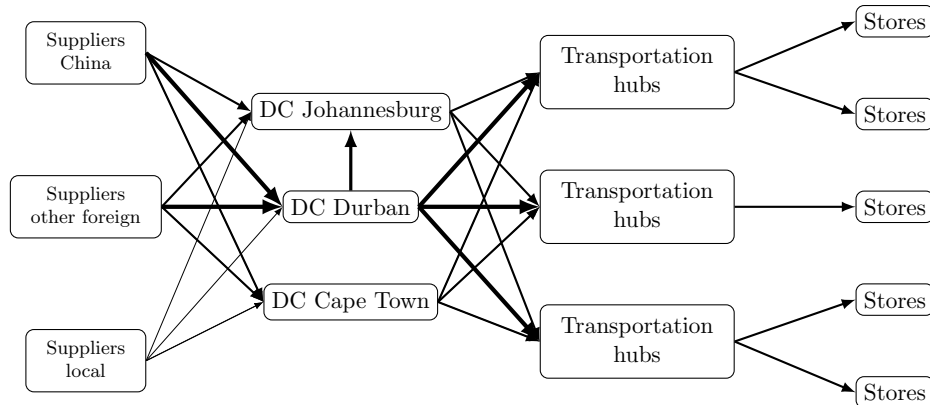 Suppliers
China
Suppliers
other foreign
Suppliers
local
DC Johannesburg
DC Durban
DC Cape Town
Transportation
hubs
Transportation
hubs
Transportation
hubs
Stores
Stores
Stores
Stores
Stores